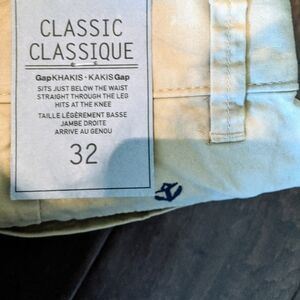 CLASSIC
CLASSIQUE
GapKHAKIS · KAKISGap
SITS JUST BELOW THE WAIST
STRAIGHT THROUGH THE LEG
HITS AT THE KNEE
TAILLE LÉGÈREMENT BASSE
JAMBE DROITE
ARRIVE AU GENOU
32